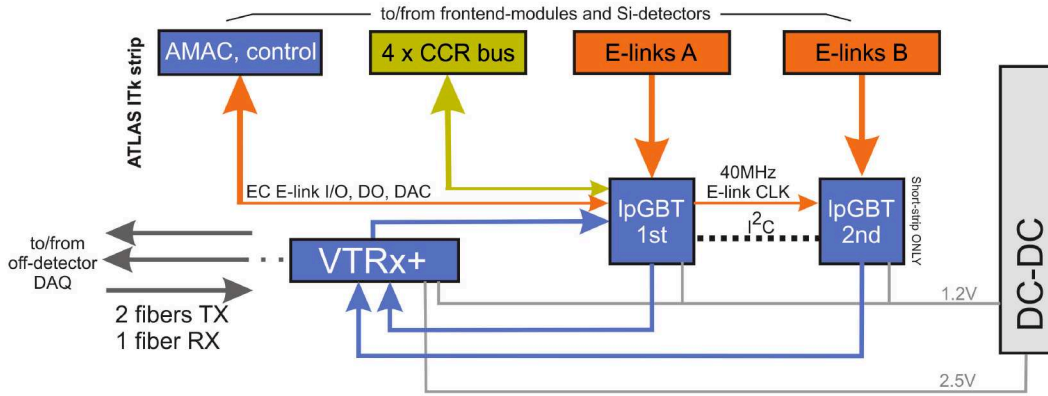 to/from frontend-modules and Si-detectors
ATLAS ITk strip
AMAC, control
4 x CCR bus
E-links A
E-links B
EC E-link I/O, DO, DAC
40MHz
E-link CLK
lpGBT
1st
I²C
lpGBT
2nd
Short-strip ONLY
DC-DC
to/from
off-detector
DAQ
VTRx+
2 fibers TX
1 fiber RX
1.2V
2.5V